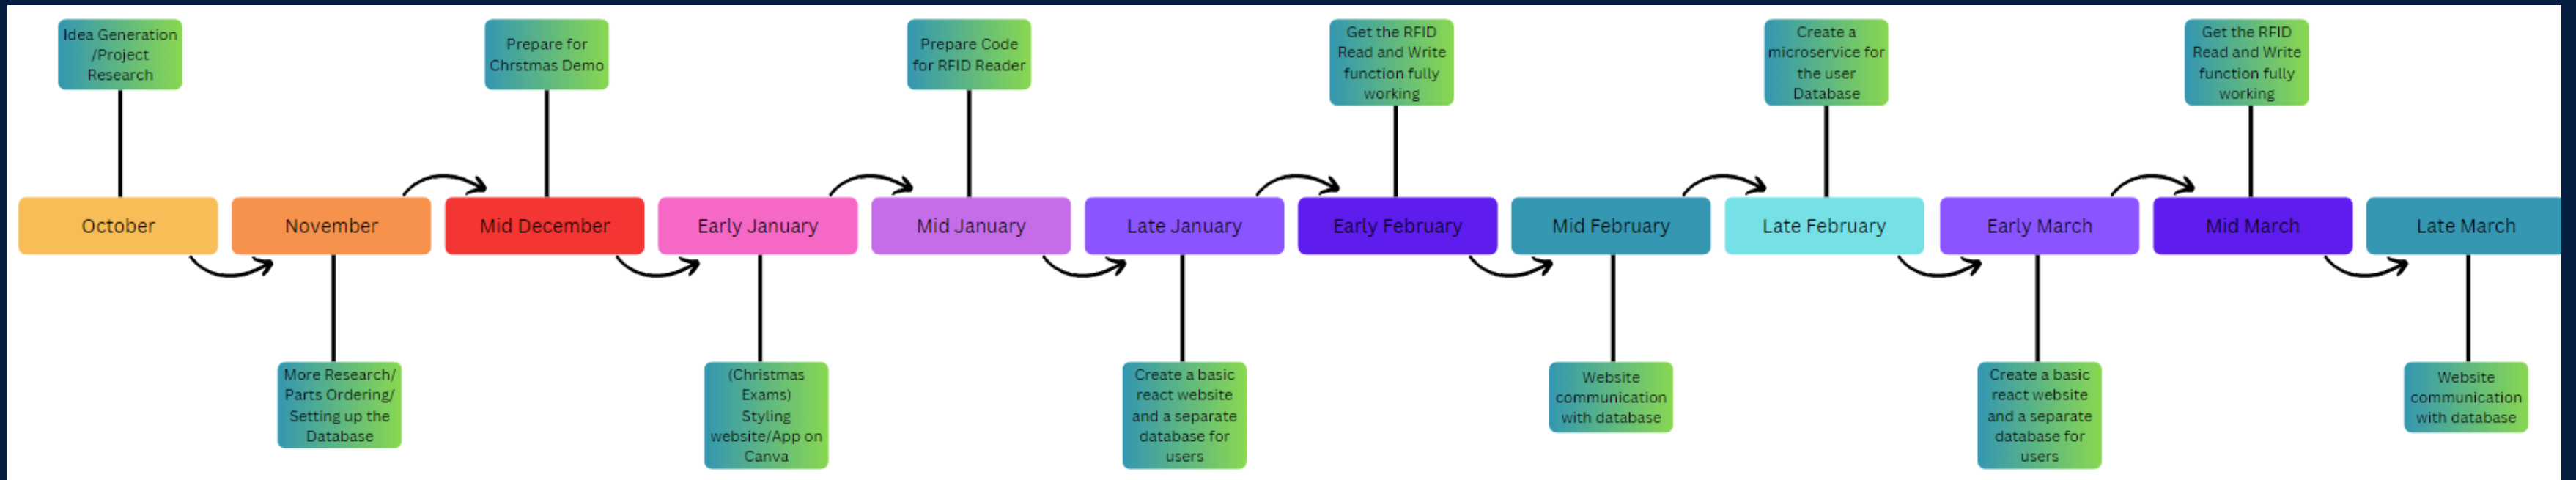 Idea Generation
/Project
Research
Prepare for
Chrstmas Demo
Prepare Code
for RFID Reader
Get the RFID
Read and Write
function fully
working
Create a
microservice for
the user
Database
Get the RFID
Read and Write
function fully
working
October
November
Mid December
Early January
Mid January
Late January
Early February
Mid February
Late February
Early March
Mid March
Late March
More Research/
Parts Ordering/
Setting up the
Database
(Christmas
Exams)
Styling
website/App on
Canva
Create a basic
react website
and a separate
database for
users
Website
communication
with database
Create a basic
react website
and a separate
database for
users
Website
communication
with database